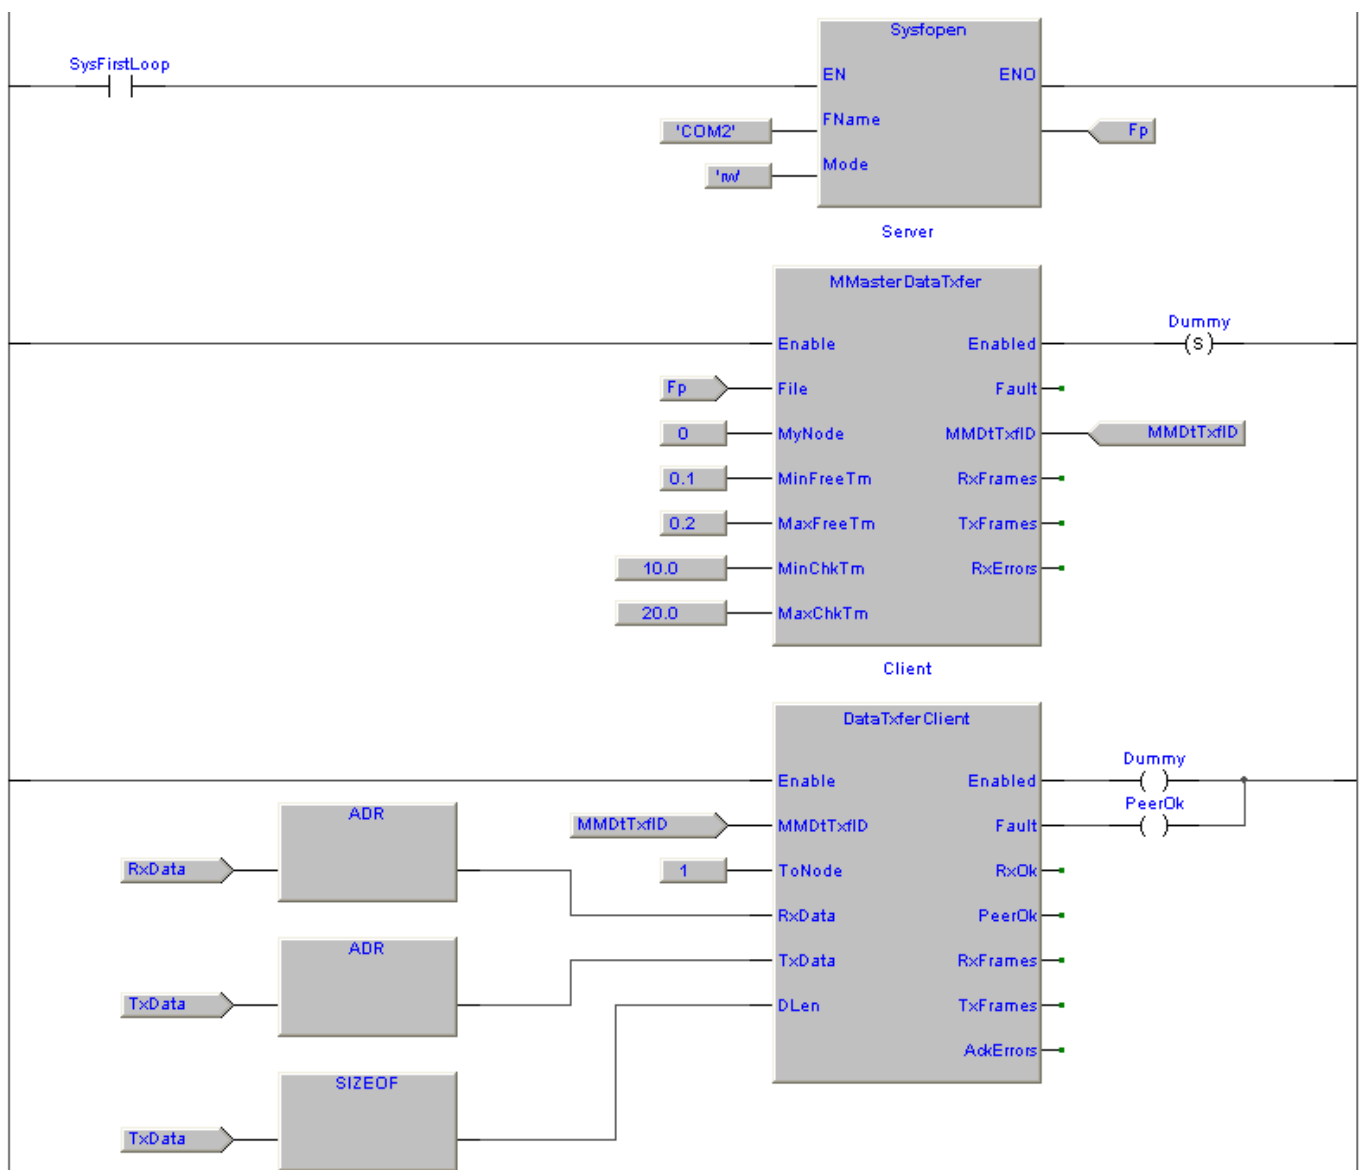 Sysfopen
SysFirstLoop
EN ENO
'COM2' FName Fp
'rw' Mode
Server
MMasterDataTxfer
Dummy
Enable Enabled (S)
Fp File Fault
0 MyNode MMDtTxfID MMDtTxfID
0.1 MinFreeTm RxFrames
0.2 MaxFreeTm TxFrames
10.0 MinChkTm RxErrors
20.0 MaxChkTm
Client
DataTxferClient
Dummy
Enable Enabled
PeerOk
ADR MMDtTxfID MMDtTxfID Fault
RxData 1 ToNode RxOk
RxData PeerOk
ADR TxData RxFrames
TxData DLen TxFrames
AckErrors
SIZEOF
TxData